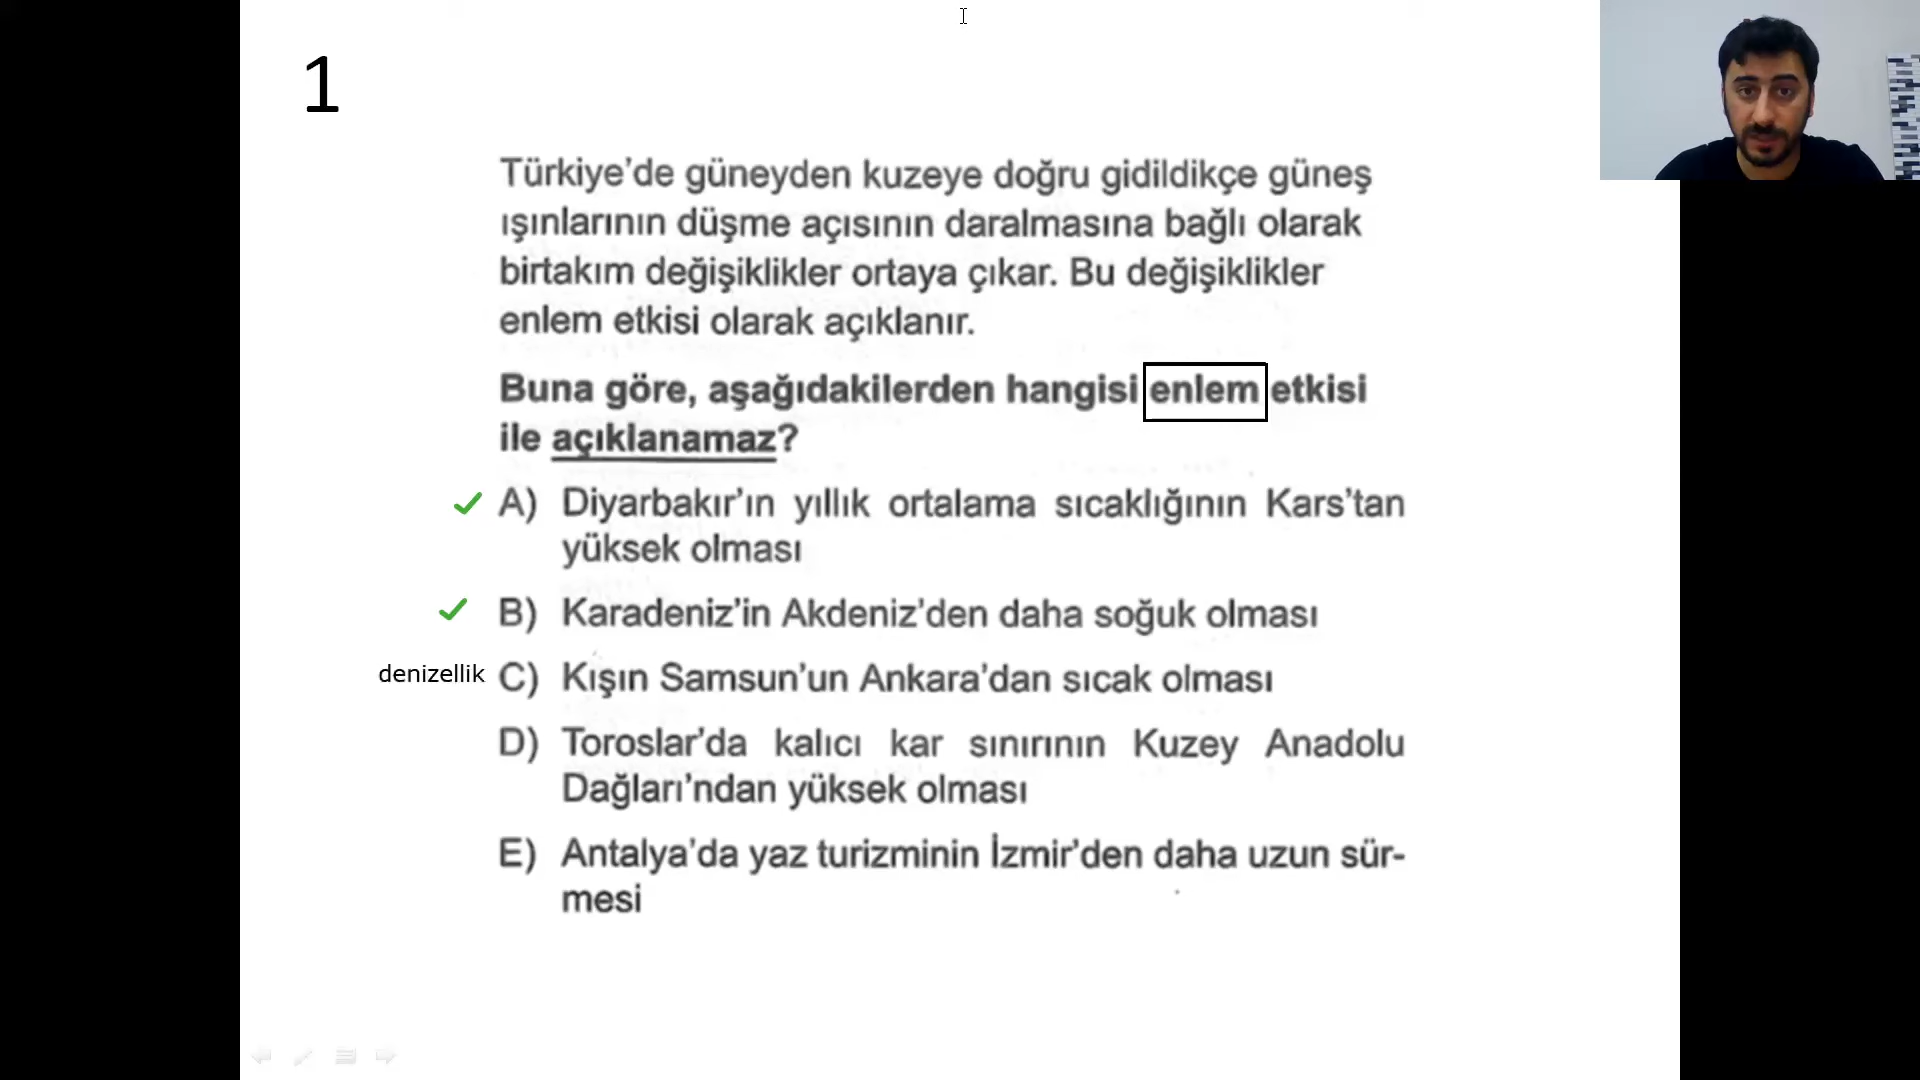 1
Türkiye’de güneyden kuzeye doğru gidildikçe güneş
ışınlarının düşme açısının daralmasına bağlı olarak
birtakım değişiklikler ortaya çıkar. Bu değişiklikler
enlem etkisi olarak açıklanır.
Buna göre, aşağıdakilerden hangisi enlem etkisi
ile açıklanamaz?
A) Diyarbakır’ın yıllık ortalama sıcaklığının Kars’tan
yüksek olması
B) Karadeniz’in Akdeniz’den daha soğuk olması
denizellik C) Kışın Samsun’un Ankara’dan sıcak olması
D) Toroslar’da kalıcı kar sınırının Kuzey Anadolu
Dağları’ndan yüksek olması
E) Antalya’da yaz turizminin İzmir’den daha uzun sür-
mesi